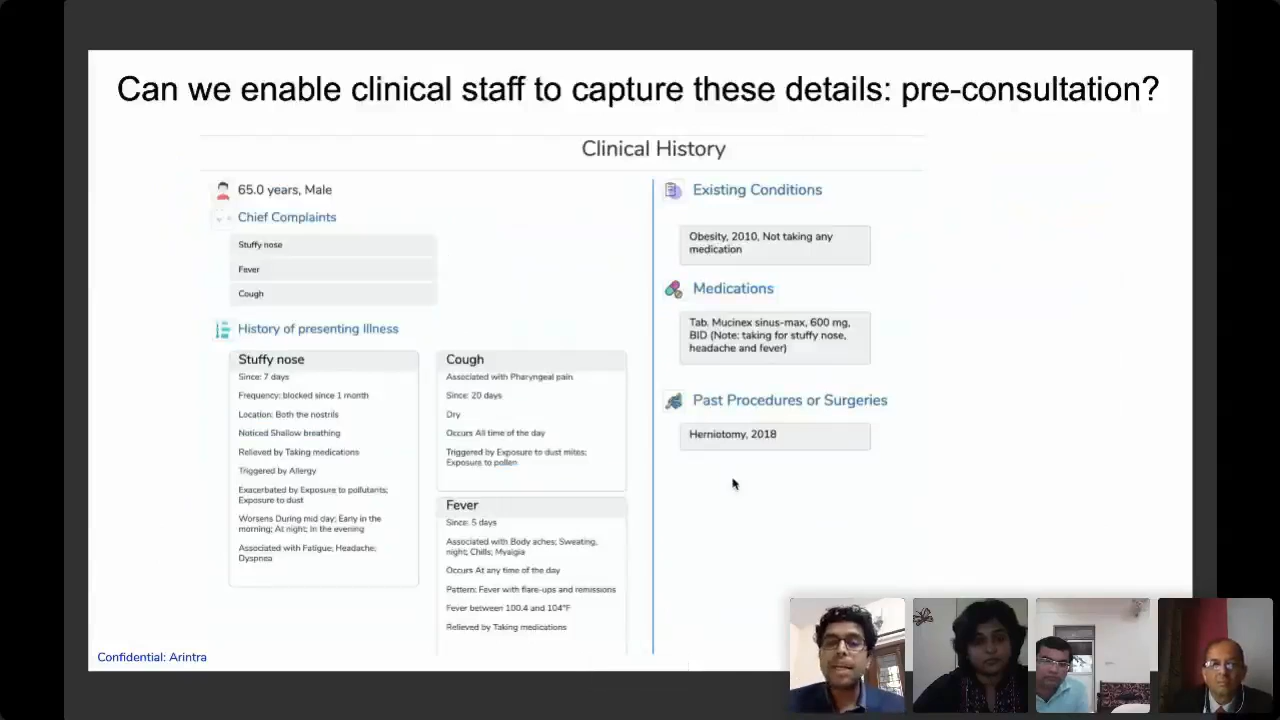 Can we enable clinical staff to capture these details: pre-consultation?
Clinical History
65.0 years, Male
Chief Complaints
Stuffy nose
Fever
Cough
History of presenting Illness
Stuffy nose
Since: 7 days
Frequency: blocked since 1 month
Location: Both the nostrils
Noticed Shallow breathing
Relieved by Taking medications
Triggered by Allergy
Exacerbated by Exposure to pollutants;
Exposure to dust
Worsens During mid day; Early in the
morning; At night; In the evening
Associated with Fatigue; Headache;
Dyspnea
Cough
Associated with Pharyngeal pain
Since: 20 days
Dry
Occurs All time of the day
Triggered by Exposure to dust mites;
Exposure to pollen
Fever
Since: 5 days
Associated with Body aches; Sweating,
night; Chills; Myalgia
Occurs At any time of the day
Pattern: Fever with flare-ups and remissions
Fever between 100.4 and 104°F
Relieved by Taking medications
Existing Conditions
Obesity, 2010, Not taking any
medication
Medications
Tab. Mucinex sinus-max, 600 mg,
BID (Note: taking for stuffy nose,
headache and fever)
Past Procedures or Surgeries
Herniotomy, 2018
Confidential: Arintra